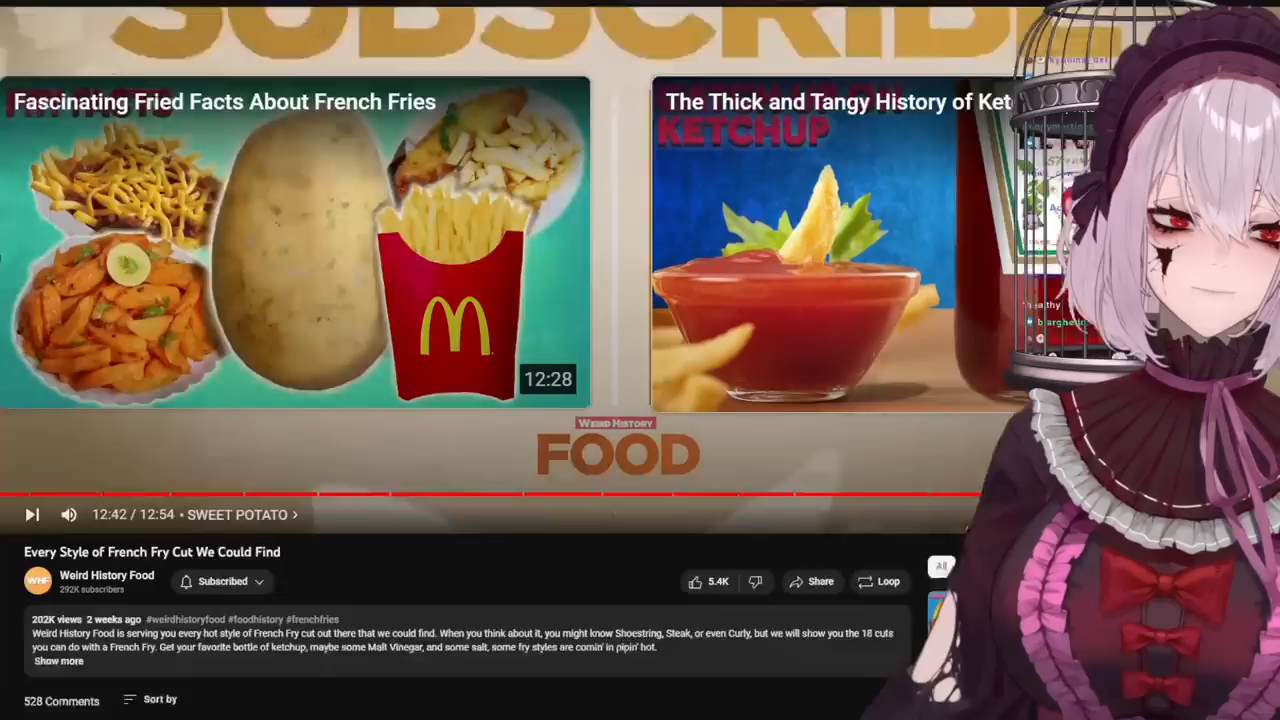 SUBSCRIBE
Fascinating Fried Facts About French Fries
12:28
The Thick and Tangy History of Ket
KETCHUP
WEIRD HISTORY
FOOD
12:42 / 12:54 • SWEET POTATO >
Every Style of French Fry Cut We Could Find
WHF
Weird History Food
292K subscribers
Subscribed
5.4K
Share
Loop
All
202K views 2 weeks ago #weirdhistoryfood #foodhistory #frenchfries
Weird History Food is serving you every hot style of French Fry cut out there that we could find. When you think about it, you might know Shoestring, Steak, or even Curly, but we will show you the 18 cuts
you can do with a French Fry. Get your favorite bottle of ketchup, maybe some Malt Vinegar, and some salt, some fry styles are comin' in pipin' hot.
Show more
528 Comments
Sort by